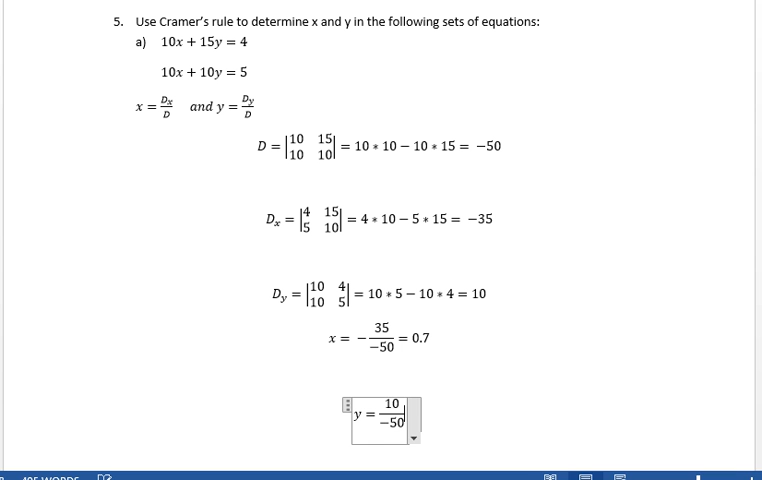 5. Use Cramer's rule to determine x and y in the following sets of equations:
a) 10x + 15y = 4
10x + 10y = 5
x = Dx/D and y = Dy/D
D = |10 15; 10 10| = 10 * 10 − 10 * 15 = −50
Dx = |4 15; 5 10| = 4 * 10 − 5 * 15 = −35
Dy = |10 4; 10 5| = 10 * 5 − 10 * 4 = 10
x = − 35/−50 = 0.7
y = 10/−50